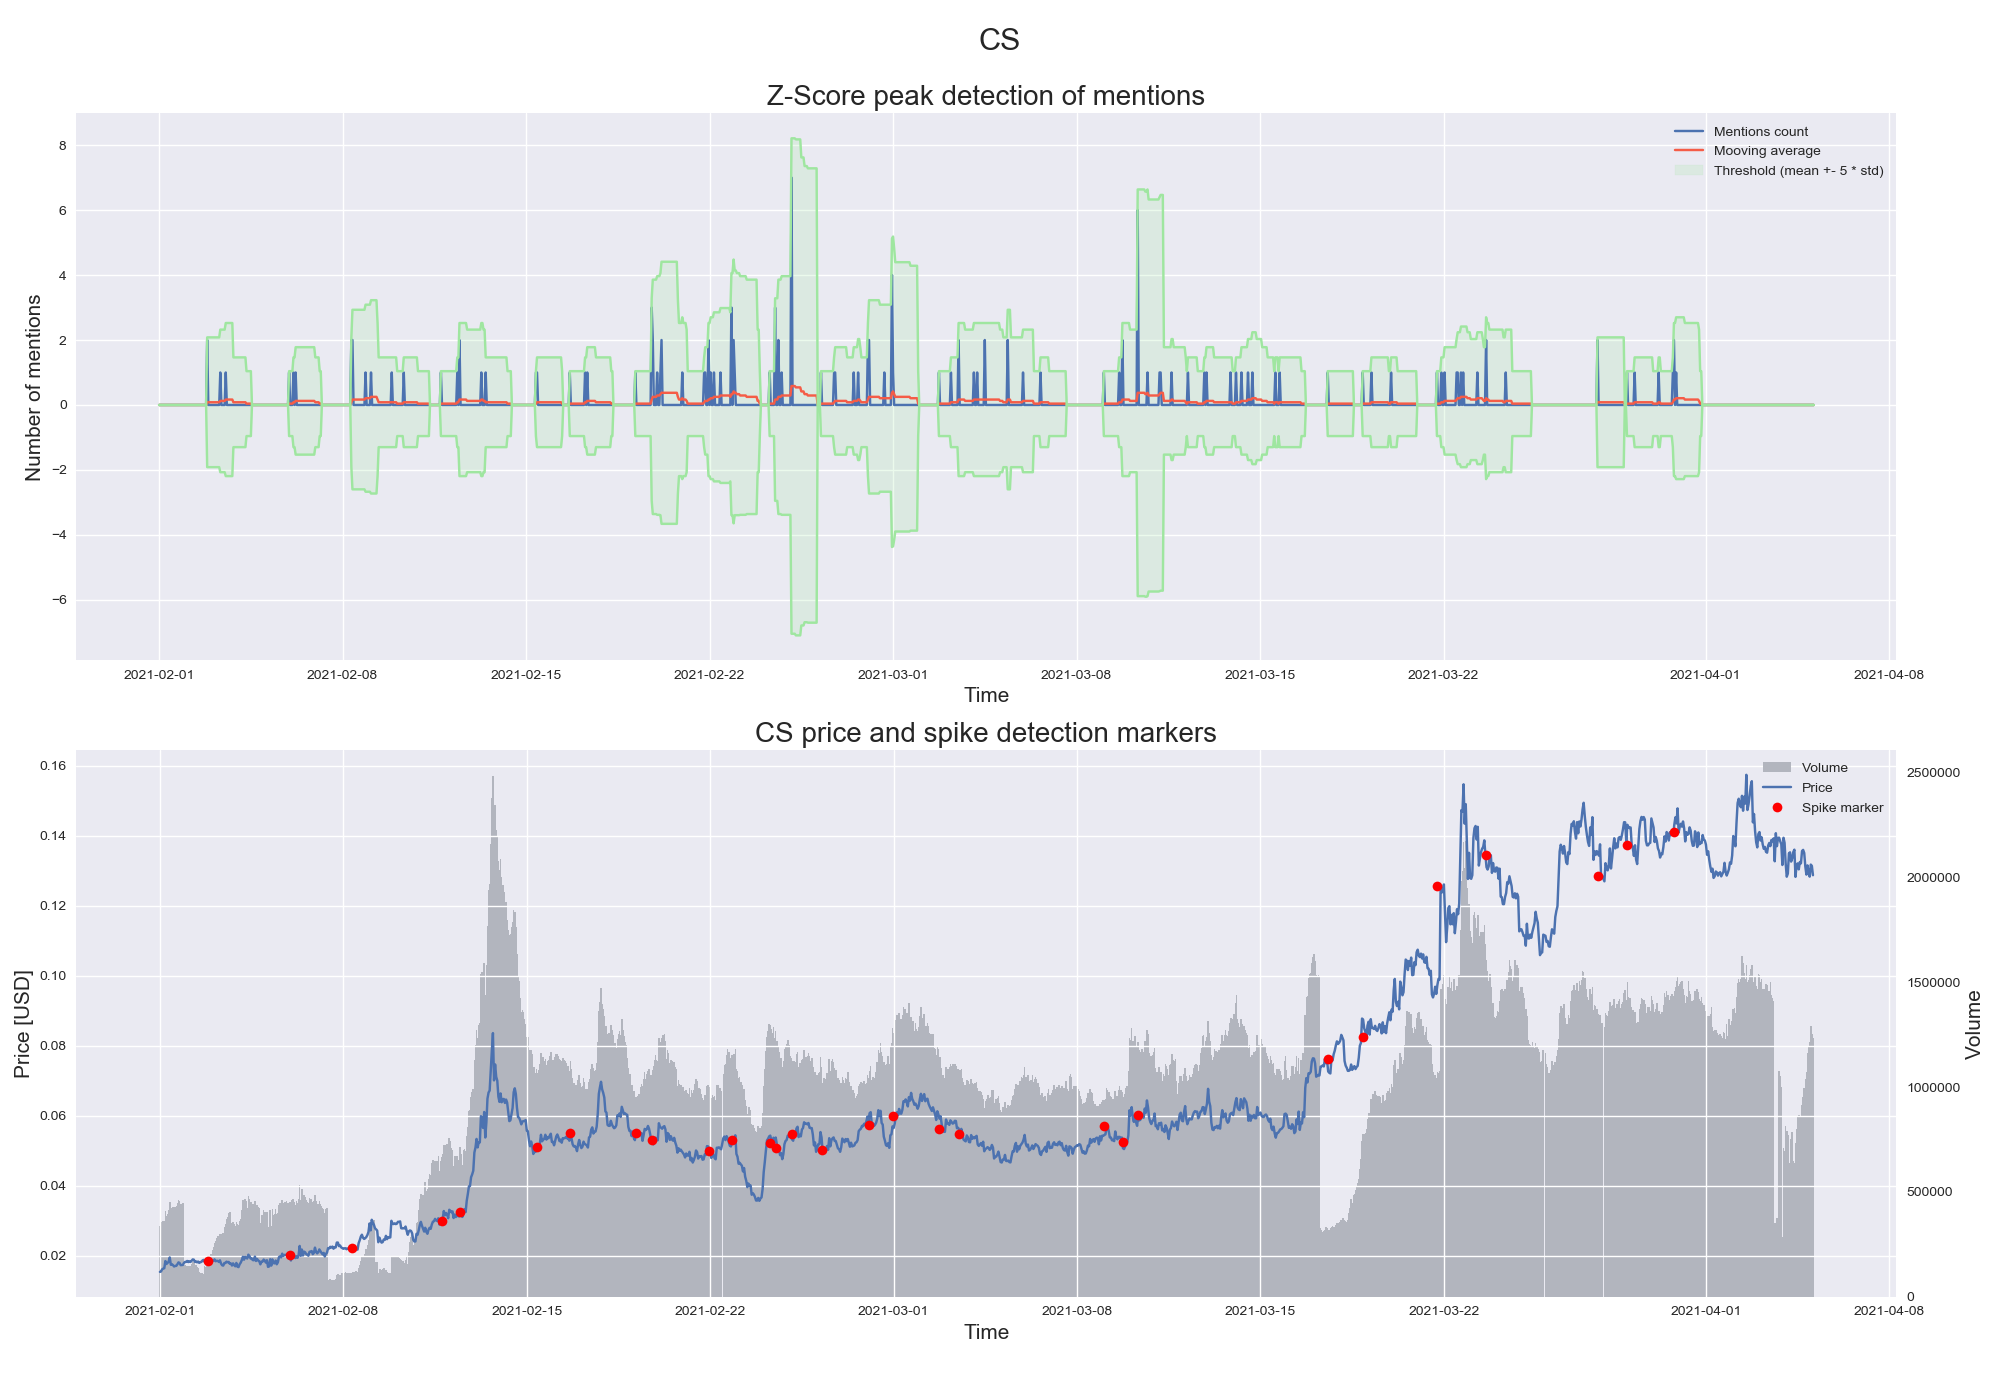 CS
Z-Score peak detection of mentions
Mentions count
Mooving average
Threshold (mean +- 5 * std)
Number of mentions
8
6
4
2
0
−2
−4
−6
2021-02-01 2021-02-08 2021-02-15 2021-02-22 2021-03-01 2021-03-08 2021-03-15 2021-03-22 2021-04-01 2021-04-08
Time
CS price and spike detection markers
Volume
Price
Spike marker
Price [USD]
0.16
0.14
0.12
0.10
0.08
0.06
0.04
0.02
2500000
2000000
1500000
1000000
500000
0
Volume
2021-02-01 2021-02-08 2021-02-15 2021-02-22 2021-03-01 2021-03-08 2021-03-15 2021-03-22 2021-04-01 2021-04-08
Time